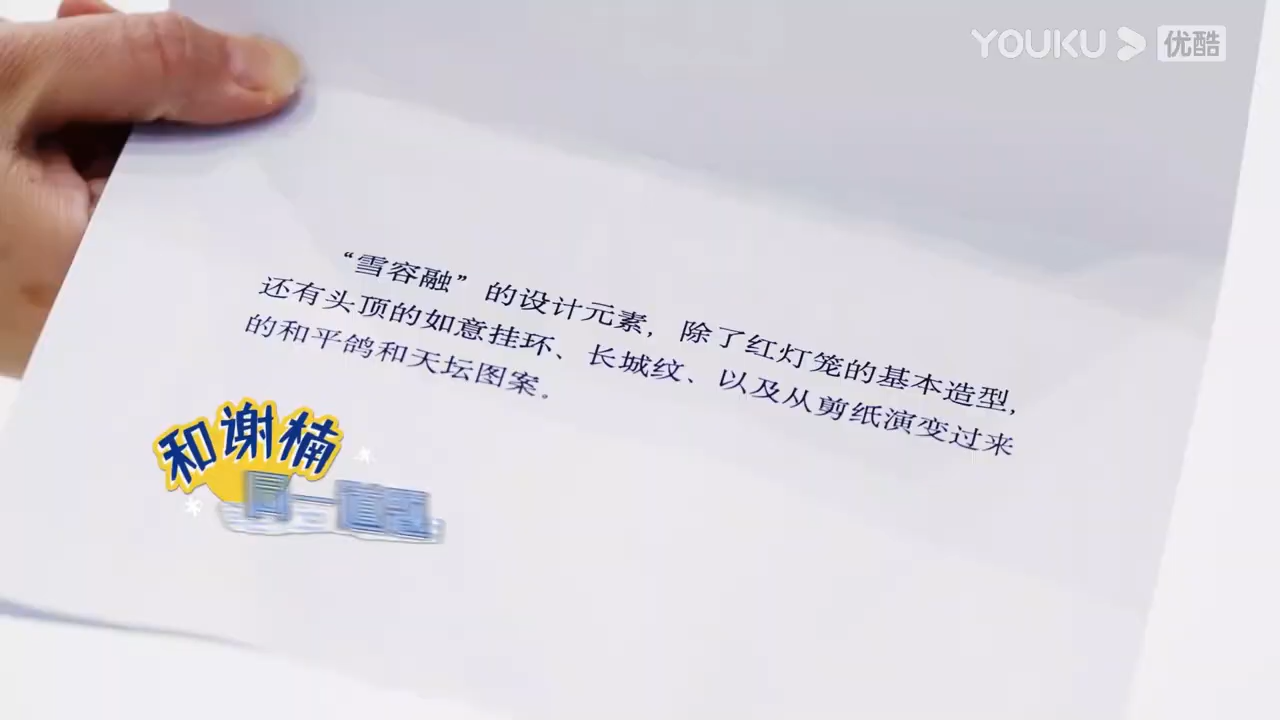 YOUKU 优酷
“雪容融”的设计元素，除了红灯笼的基本造型，
还有头顶的如意挂环、长城纹、以及从剪纸演变过来
的和平鸽和天坛图案。
和谢楠